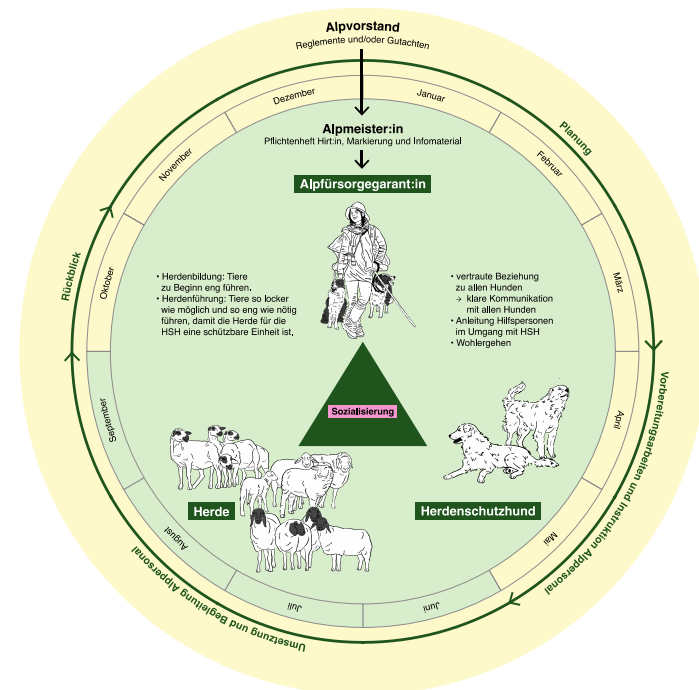 Alpvorstand
Reglemente und/oder Gutachten
Dezember
Januar
November
Februar
Planung
Alpmeister:in
Pflichtenheft Hirt:in, Markierung und Infomaterial
Alpfürsorgegarant:in
Rückblick
Oktober
März
• Herdenbildung: Tiere
zu Beginn eng führen.
• Herdenführung: Tiere so locker
wie möglich und so eng wie nötig
führen, damit die Herde für die
HSH eine schützbare Einheit ist.
• vertraute Beziehung
zu allen Hunden
→ klare Kommunikation
mit allen Hunden
• Anleitung Hilfspersonen
im Umgang mit HSH
• Wohlergehen
Sozialisierung
September
April
Vorbereitungsarbeiten und Instruktion Alppersonal
Herde
Herdenschutzhund
August
Mai
Juli
Juni
Umsetzung und Begleitung Alppersonal